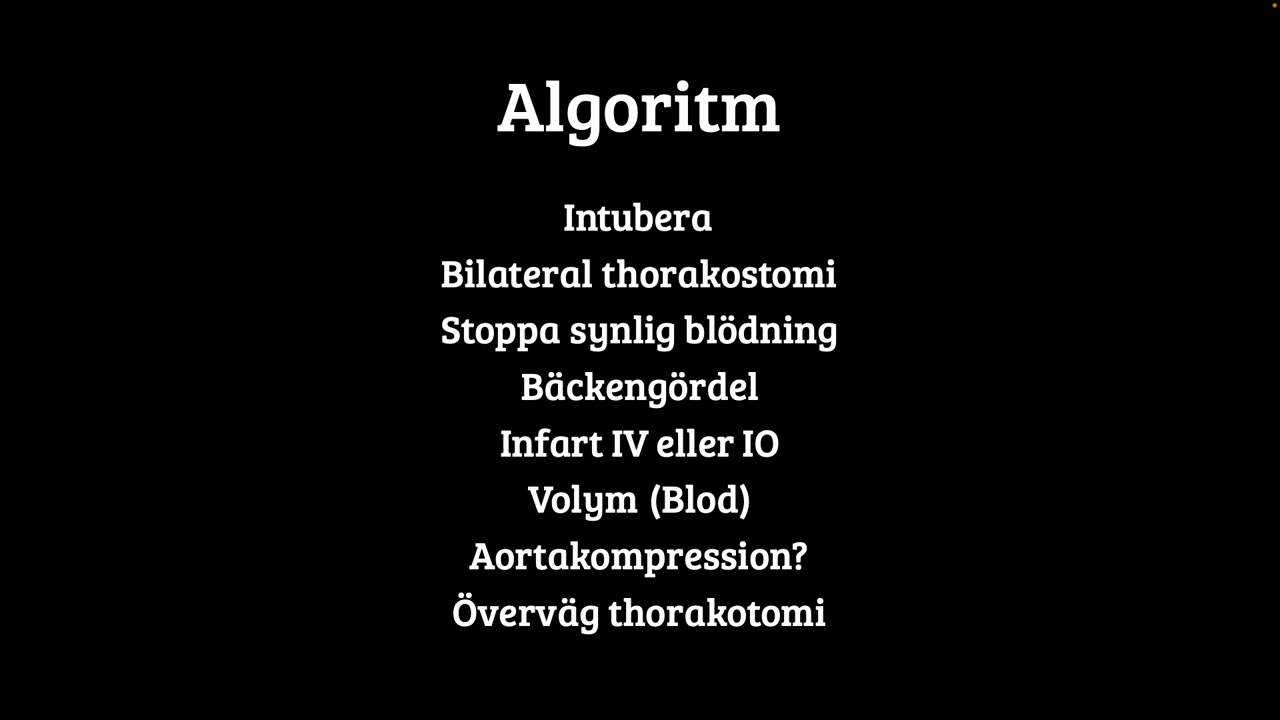 Algoritm
Intubera
Bilateral thorakostomi
Stoppa synlig blödning
Bäckengördel
Infart IV eller IO
Volym (Blod)
Aortakompression?
Överväg thorakotomi